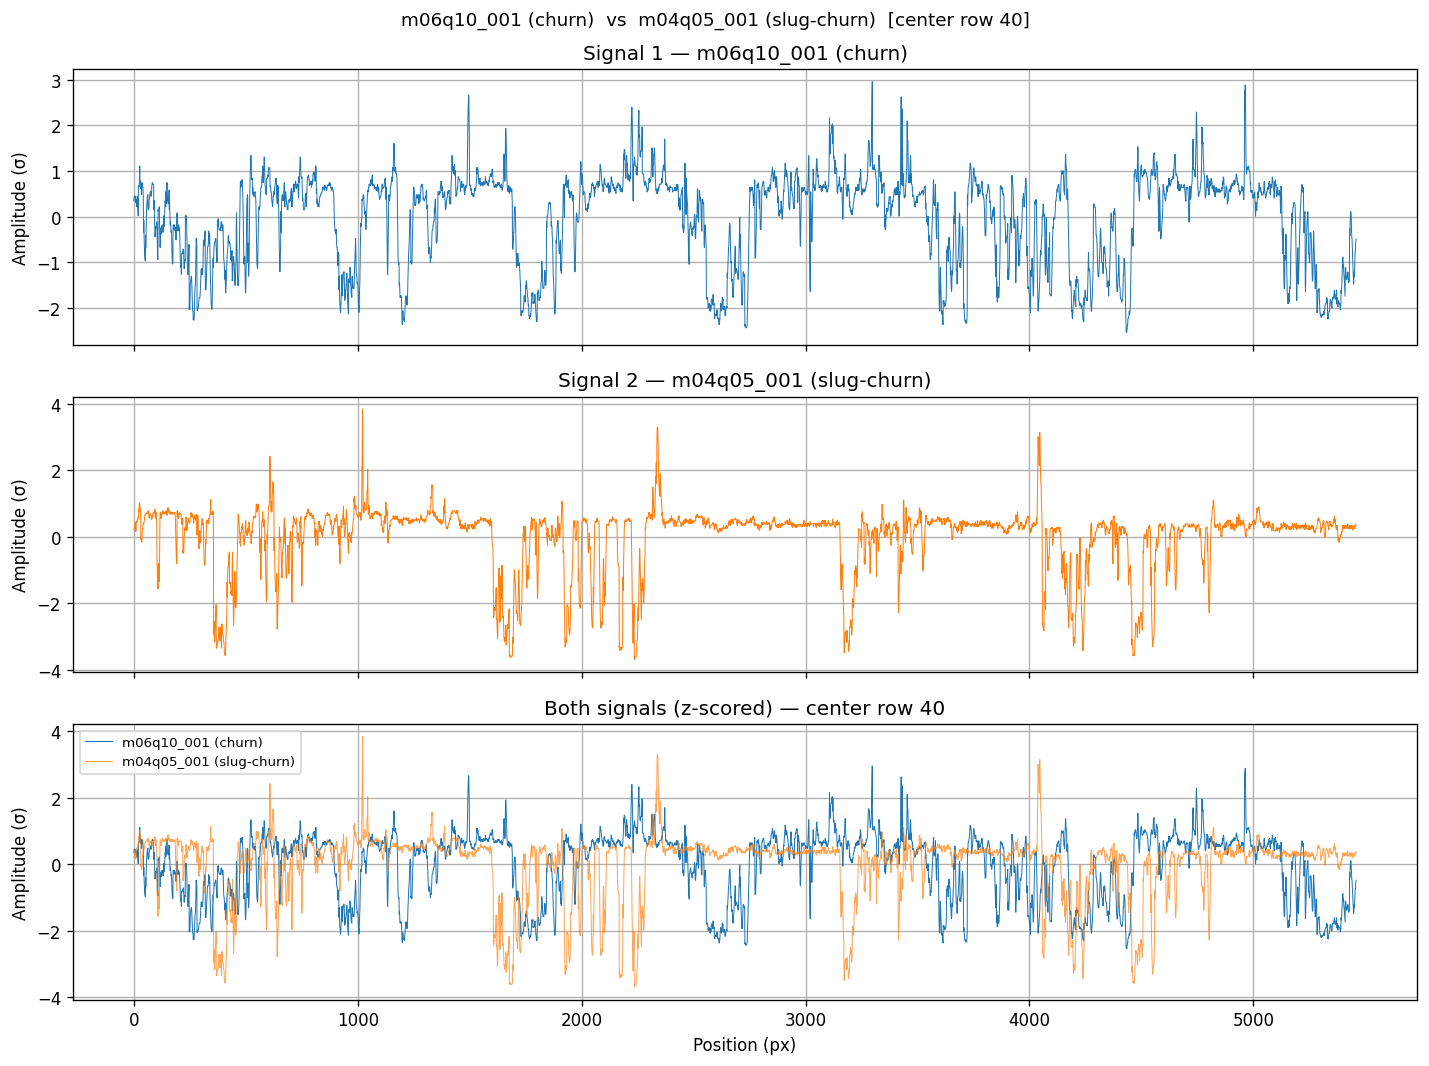 m06q10_001 (churn)  vs  m04q05_001 (slug-churn)  [center row 40]
Signal 1 — m06q10_001 (churn)
Amplitude (σ)
3
2
1
0
−1
−2
Signal 2 — m04q05_001 (slug-churn)
Amplitude (σ)
4
2
0
−2
−4
Both signals (z-scored) — center row 40
m06q10_001 (churn)
m04q05_001 (slug-churn)
Amplitude (σ)
4
2
0
−2
−4
0 1000 2000 3000 4000 5000
Position (px)